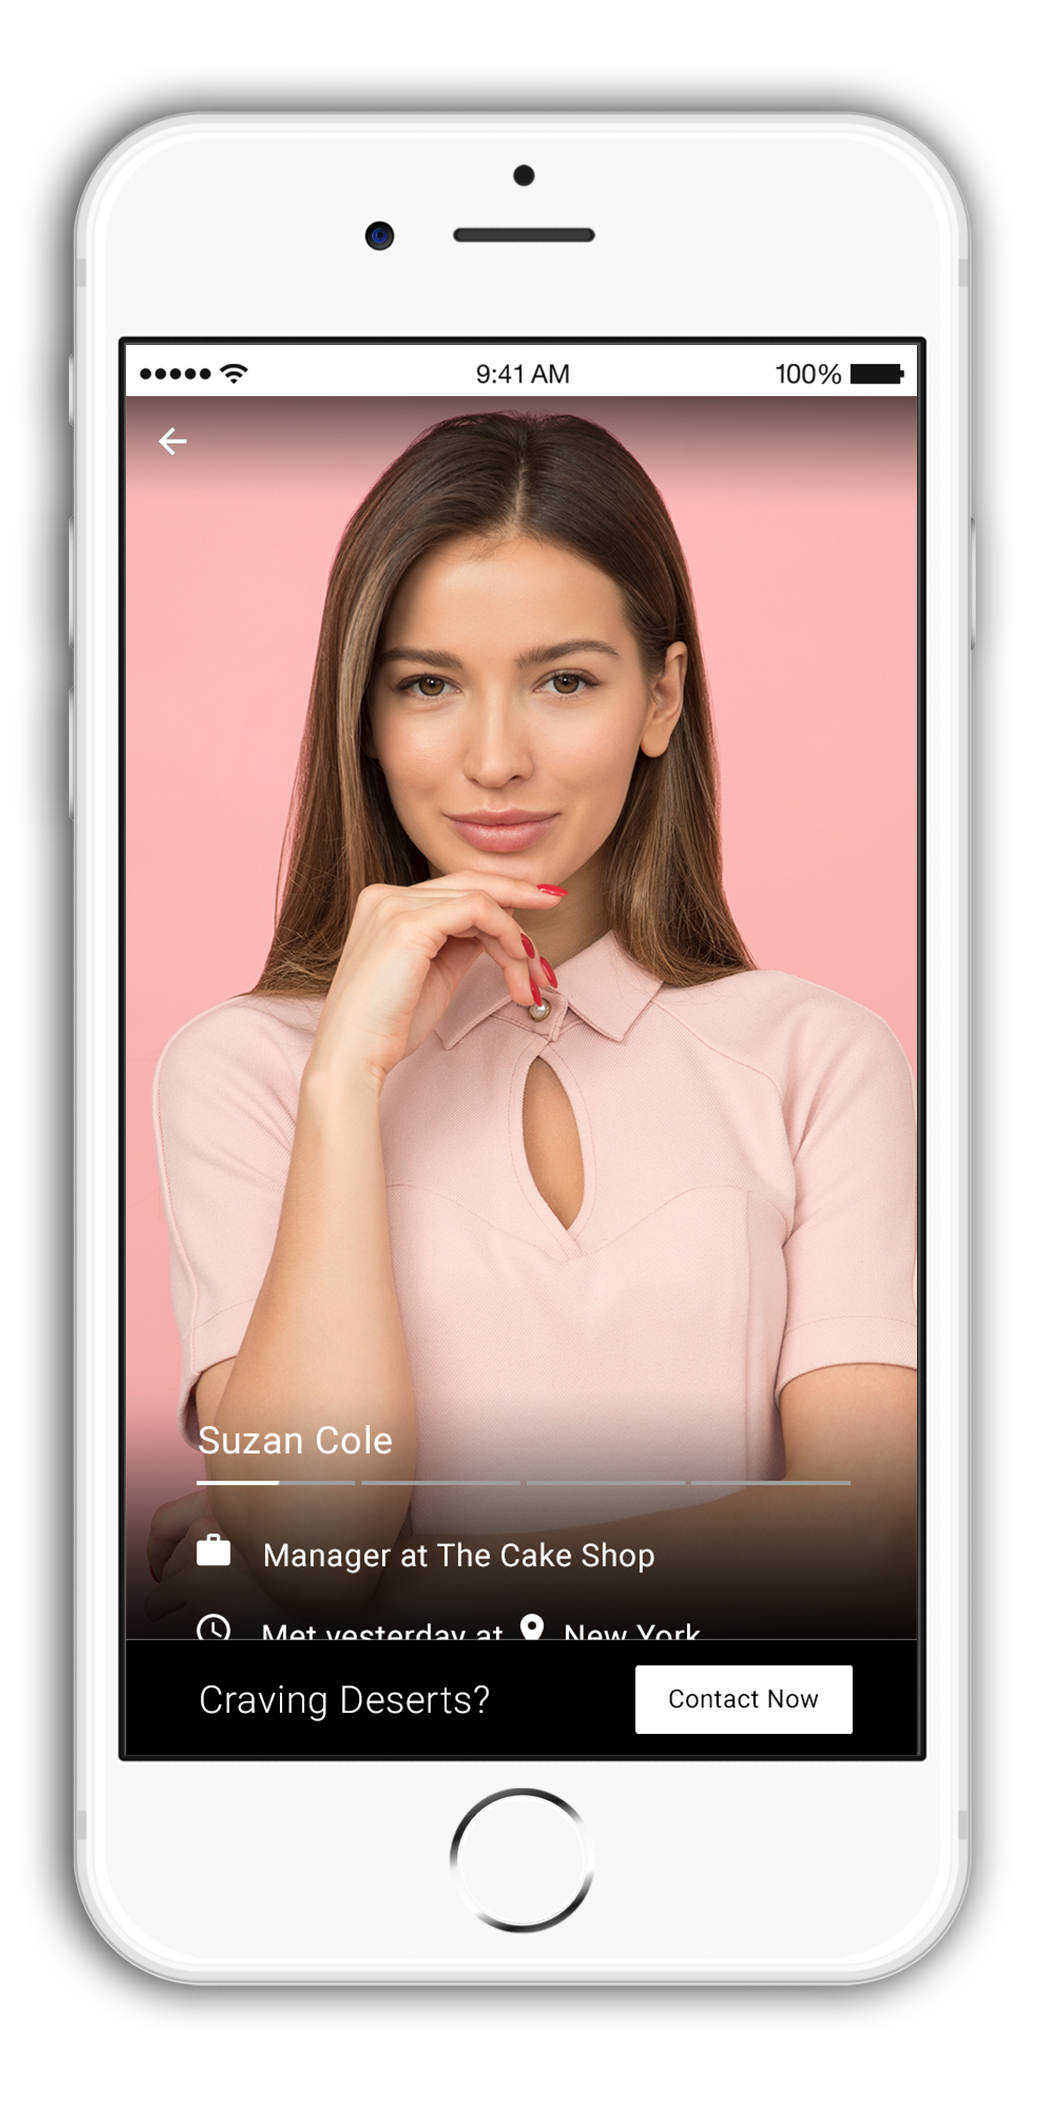 9:41 AM 100%
Suzan Cole
Manager at The Cake Shop
Met yesterday at New York
Craving Deserts?
Contact Now